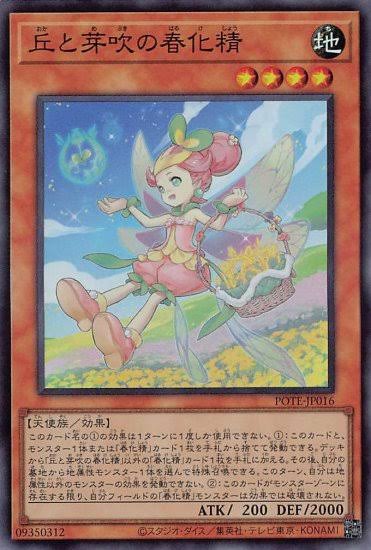 丘と芽吹の春化精
地
POTE-JP016
【天使族／効果】
このカード名の①の効果は1ターンに1度しか使用できない。①：このカードと、
モンスター1体または「春化精」カード1枚を手札から捨てて発動できる。デッキ
から「丘と芽吹の春化精」以外の「春化精」カード1枚を手札に加える。その後、自分の
墓地から地属性モンスター1体を選んで特殊召喚できる。このターン、自分は地
属性以外のモンスターの効果を発動できない。②：このカードがモンスターゾーンに
存在する限り、自分フィールドの「春化精」モンスターは効果では破壊されない。
ATK/ 200 DEF/2000
09350312
©スタジオ・ダイス/集英社・テレビ東京・KONAMI